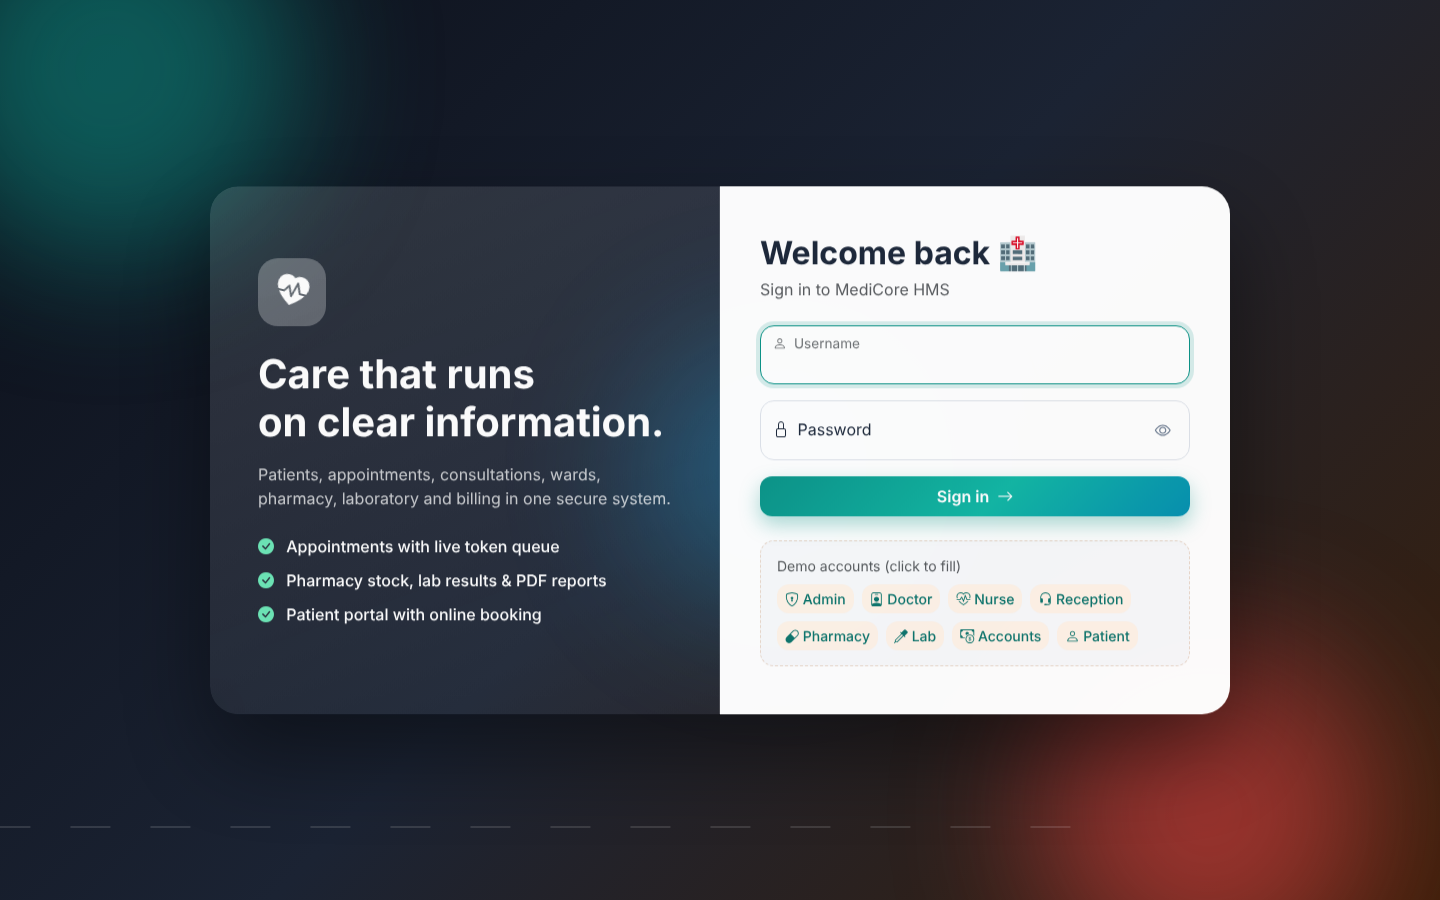 Care that runs
on clear information.
Patients, appointments, consultations, wards,
pharmacy, laboratory and billing in one secure system.
Appointments with live token queue
Pharmacy stock, lab results & PDF reports
Patient portal with online booking
Welcome back 🏥
Sign in to MediCore HMS
Username
Password
Sign in →
Demo accounts (click to fill)
Admin Doctor Nurse Reception
Pharmacy Lab Accounts Patient